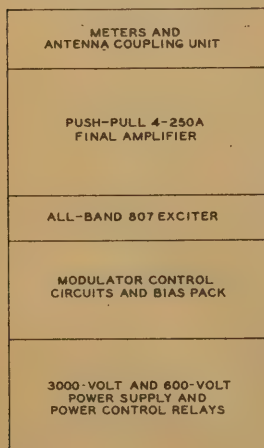 METERS AND
ANTENNA COUPLING UNIT
PUSH-PULL 4-250A
FINAL AMPLIFIER
ALL-BAND 807 EXCITER
MODULATOR CONTROL
CIRCUITS AND BIAS PACK
3000-VOLT AND 600-VOLT
POWER SUPPLY AND
POWER CONTROL RELAYS